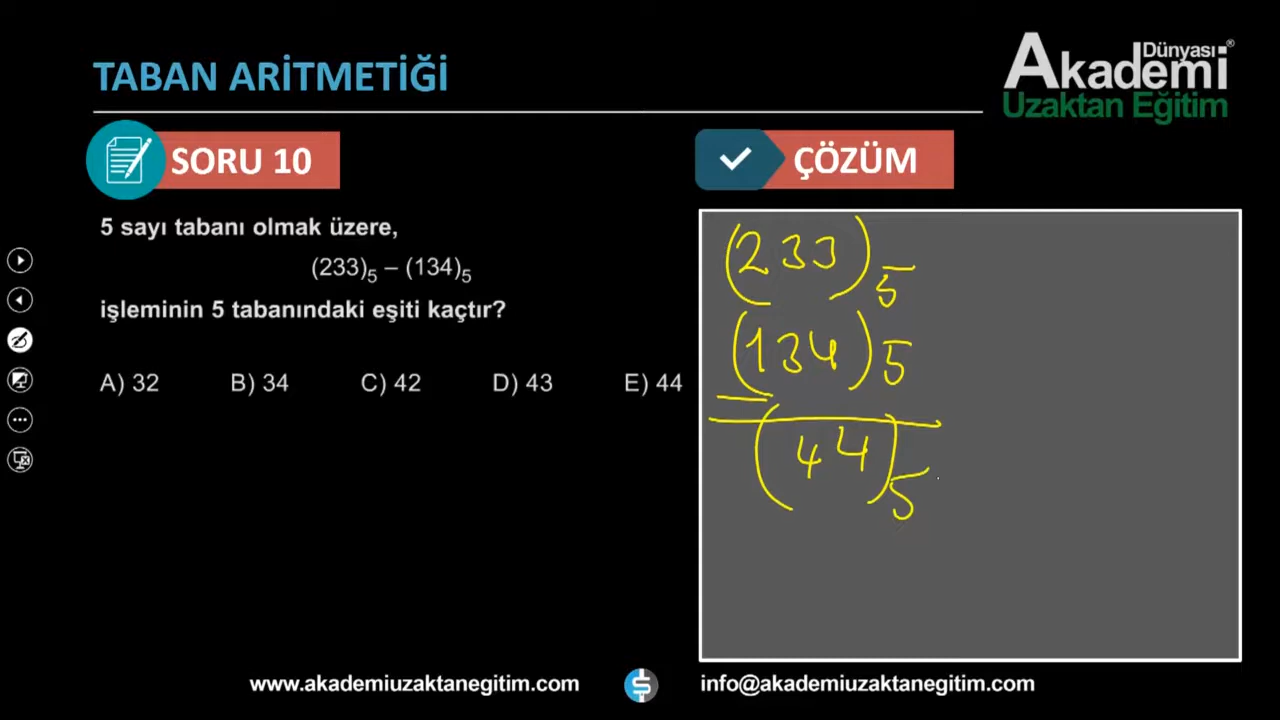 TABAN ARİTMETİĞİ
Akademi Dünyası®
Uzaktan Eğitim
SORU 10
5 sayı tabanı olmak üzere,
(233)₅ – (134)₅
işleminin 5 tabanındaki eşiti kaçtır?
A) 32 B) 34 C) 42 D) 43 E) 44
ÇÖZÜM
(233)₅
(134)₅
(44)₅
www.akademiuzaktanegitim.com
info@akademiuzaktanegitim.com